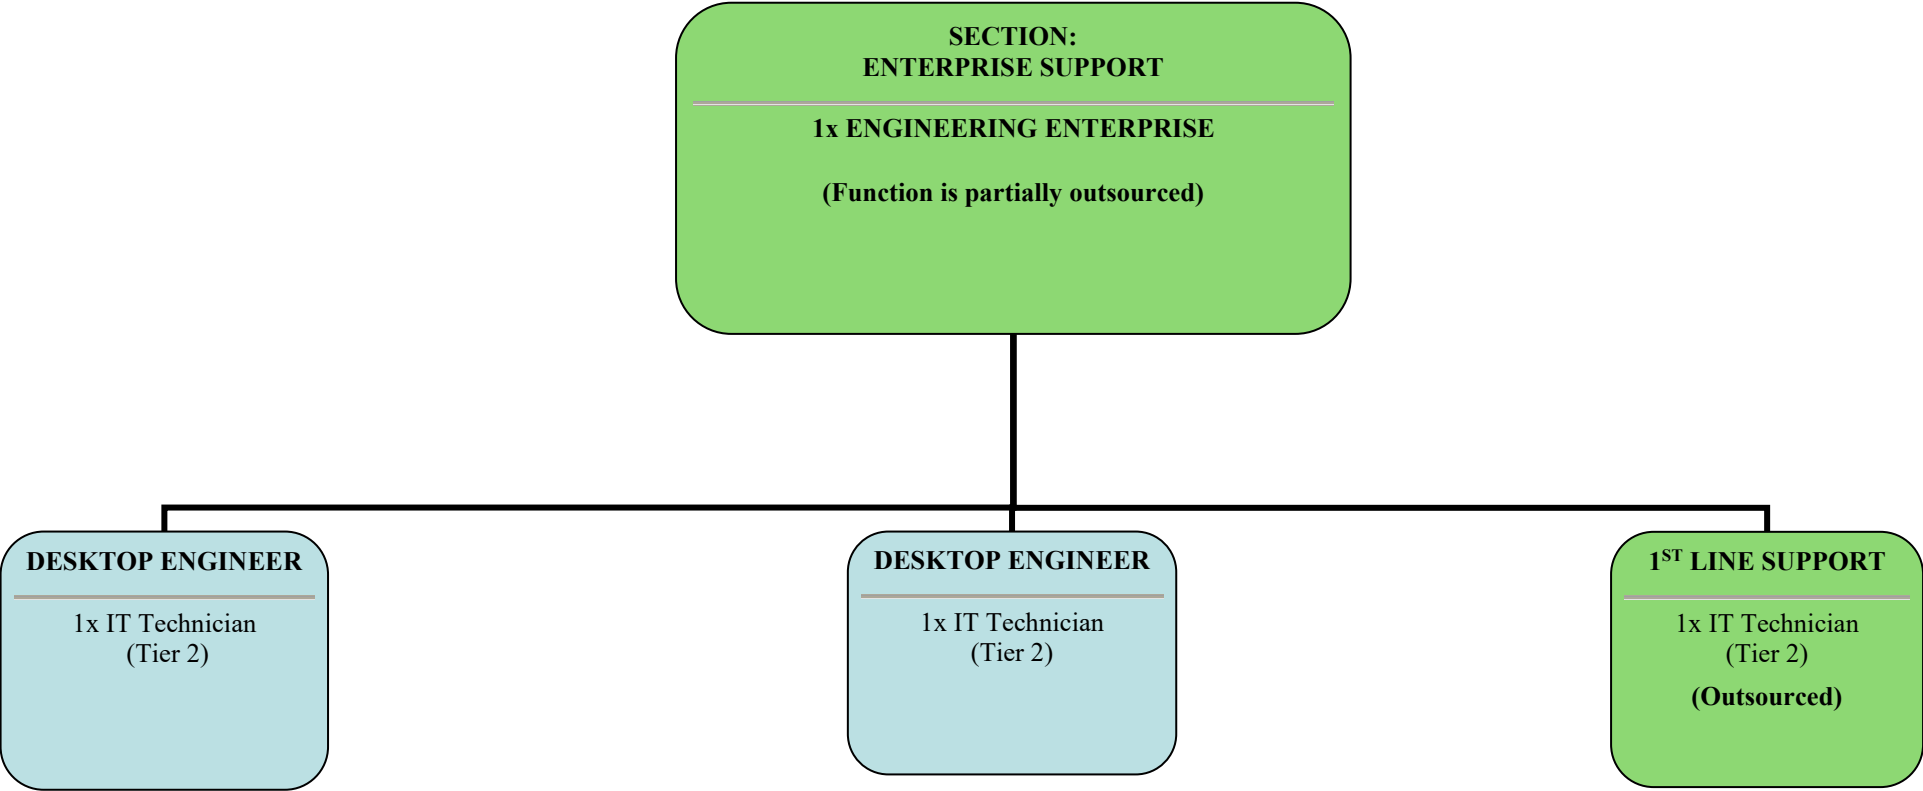 SECTION:
ENTERPRISE SUPPORT
1x ENGINEERING ENTERPRISE
(Function is partially outsourced)
DESKTOP ENGINEER
1x IT Technician
(Tier 2)
DESKTOP ENGINEER
1x IT Technician
(Tier 2)
1ST LINE SUPPORT
1x IT Technician
(Tier 2)
(Outsourced)